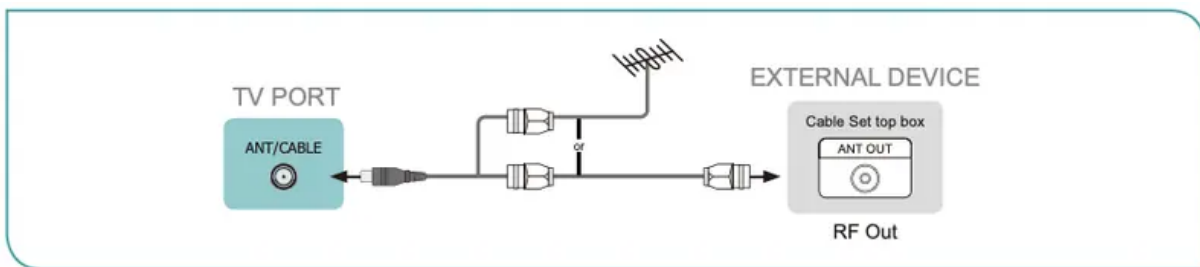 TV PORT
ANT/CABLE
or
EXTERNAL DEVICE
Cable Set top box
ANT OUT
RF Out